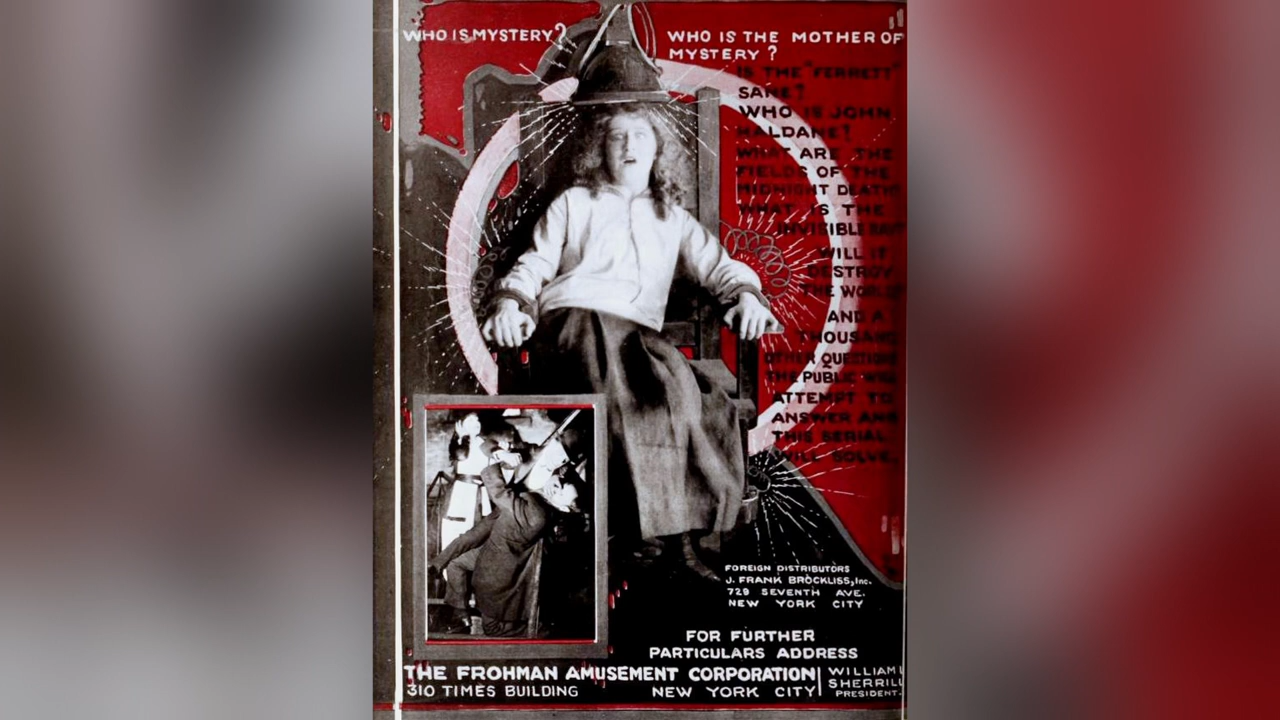 WHO IS MYSTERY?
WHO IS THE MOTHER OF
MYSTERY?
IS THE "FERRETT"
SANE?
WHO IS JOHN
HALDANE?
WHAT ARE THE
FIELDS OF THE
MIDNIGHT DEATH?
WHAT IS THE
INVISIBLE RAY?
WILL IT
DESTROY
THE WORLD?
AND A
THOUSAND
OTHER QUESTIONS
THE PUBLIC WILL
ATTEMPT TO
ANSWER AND
THIS SERIAL
WILL SOLVE.
FOREIGN DISTRIBUTORS
J. FRANK BROCKLISS, Inc.
729 SEVENTH AVE.
NEW YORK CITY
FOR FURTHER
PARTICULARS ADDRESS
THE FROHMAN AMUSEMENT CORPORATION
310 TIMES BUILDING NEW YORK CITY
WILLIAM
SHERRILL
PRESIDENT.